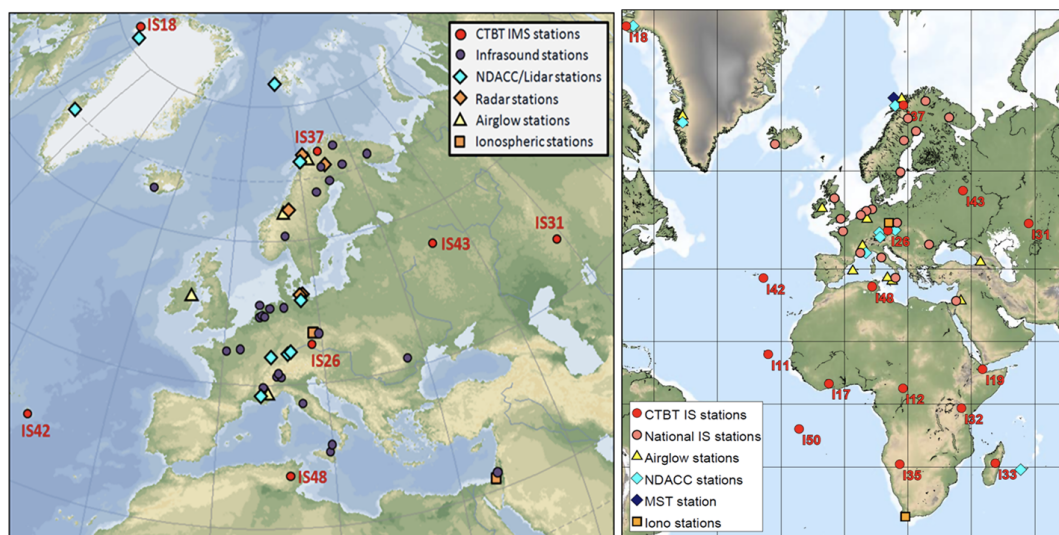 IS18
CTBT IMS stations
Infrasound stations
NDACC/Lidar stations
Radar stations
Airglow stations
Ionospheric stations
IS37
IS31
IS43
IS26
IS42
IS48
I18
I37
I43
I31
I26
I42
I48
I11
I19
I17
I12
I32
I50
I35
I33
CTBT IS stations
National IS stations
Airglow stations
NDACC stations
MST station
Iono stations